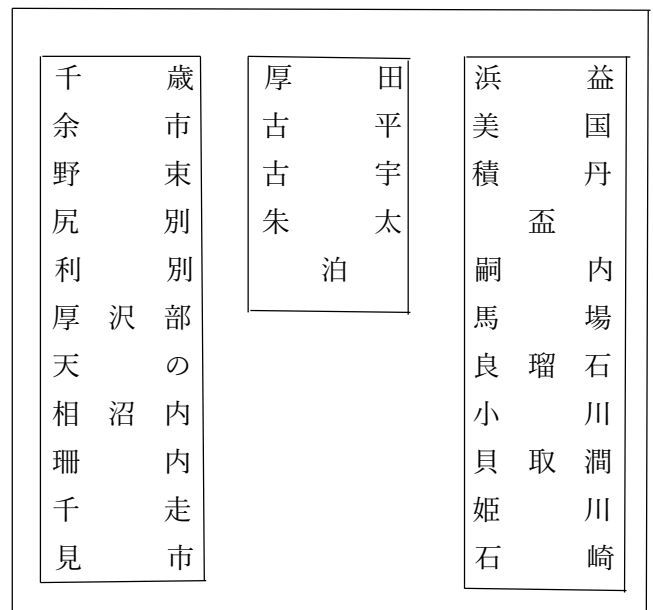 千歳
余市
野束
尻別
利別
厚沢部
天の
相沼内
珊内
千走
見市
厚田
古平
古宇
朱太
泊
浜益
美国
積丹
盃
嗣内
馬場
良瑠石
小川
貝取澗
姫川
石崎